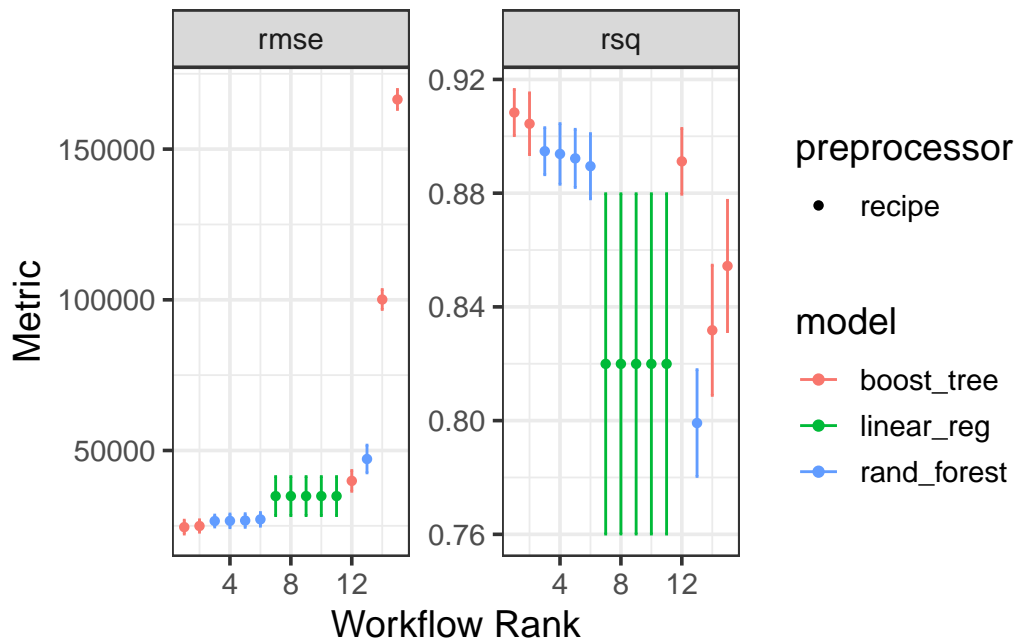 rmse
rsq
Metric
150000
100000
50000
0.92
0.88
0.84
0.80
0.76
4
8
12
4
8
12
Workflow Rank
preprocessor
recipe
model
boost_tree
linear_reg
rand_forest